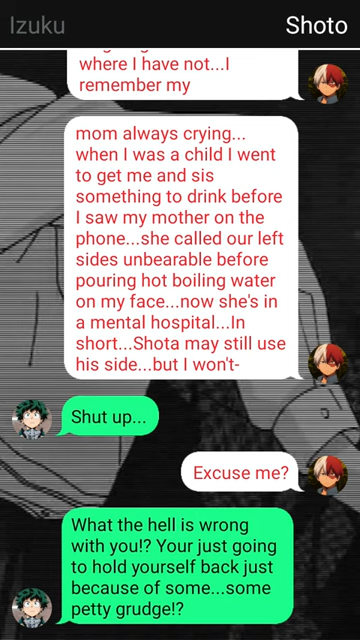 Izuku
Shoto
where I have not...I
remember my
mom always crying...
when I was a child I went
to get me and sis
something to drink before
I saw my mother on the
phone...she called our left
sides unbearable before
pouring hot boiling water
on my face...now she's in
a mental hospital...In
short...Shota may still use
his side...but I won't-
Shut up...
Excuse me?
What the hell is wrong
with you!? Your just going
to hold yourself back just
because of some...some
petty grudge!?